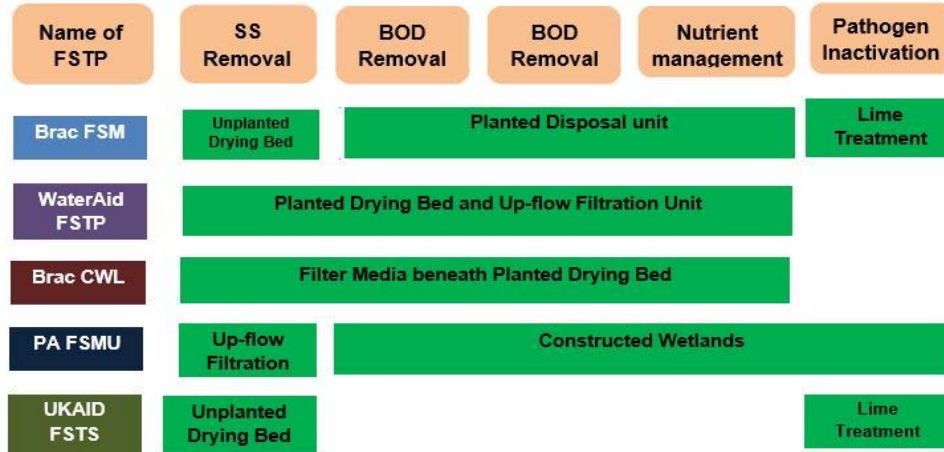 Name of
FSTP
SS
Removal
BOD
Removal
BOD
Removal
Nutrient
management
Pathogen
Inactivation
Brac FSM
Unplanted
Drying Bed
Planted Disposal unit
Lime
Treatment
WaterAid
FSTP
Planted Drying Bed and Up-flow Filtration Unit
Brac CWL
Filter Media beneath Planted Drying Bed
PA FSMU
Up-flow
Filtration
Constructed Wetlands
UKAID
FSTS
Unplanted
Drying Bed
Lime
Treatment